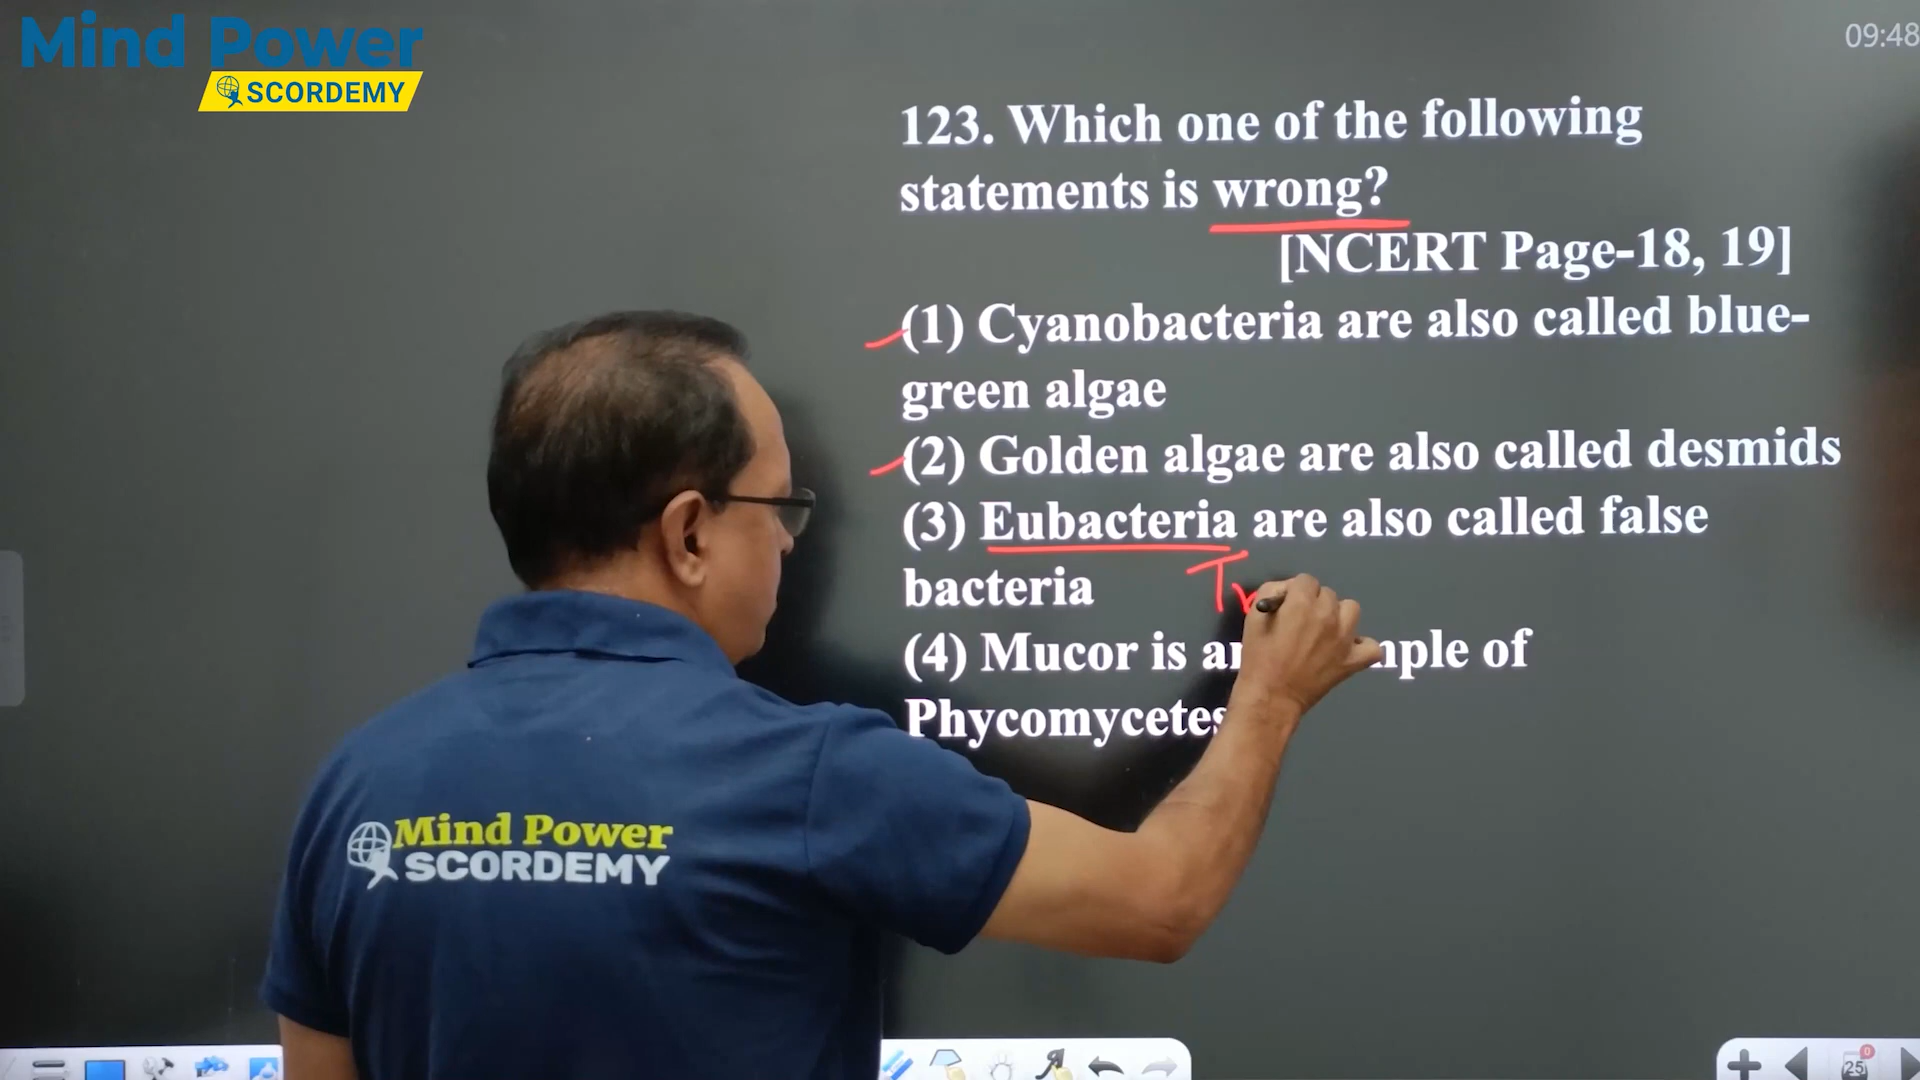 Mind Power
SCORDEMY
09:48
123. Which one of the following
statements is wrong?
[NCERT Page-18, 19]
(1) Cyanobacteria are also called blue-
green algae
(2) Golden algae are also called desmids
(3) Eubacteria are also called false
bacteria
(4) Mucor is of
Phycomycetes
Mind Power
SCORDEMY
25
0